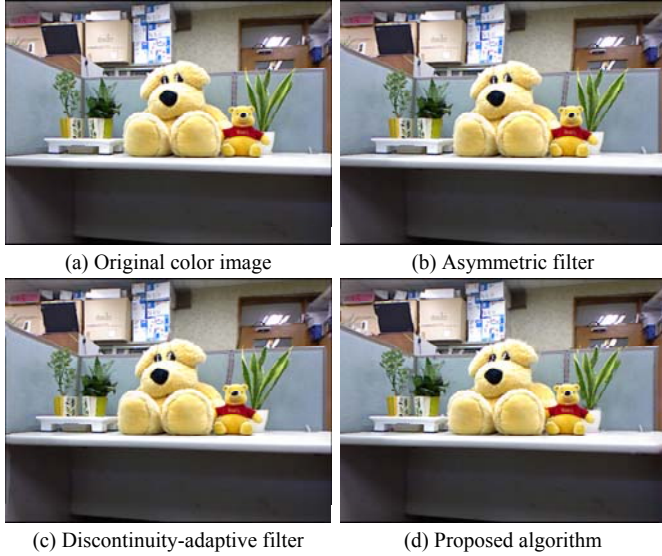 (a) Original color image
(b) Asymmetric filter
(c) Discontinuity-adaptive filter
(d) Proposed algorithm